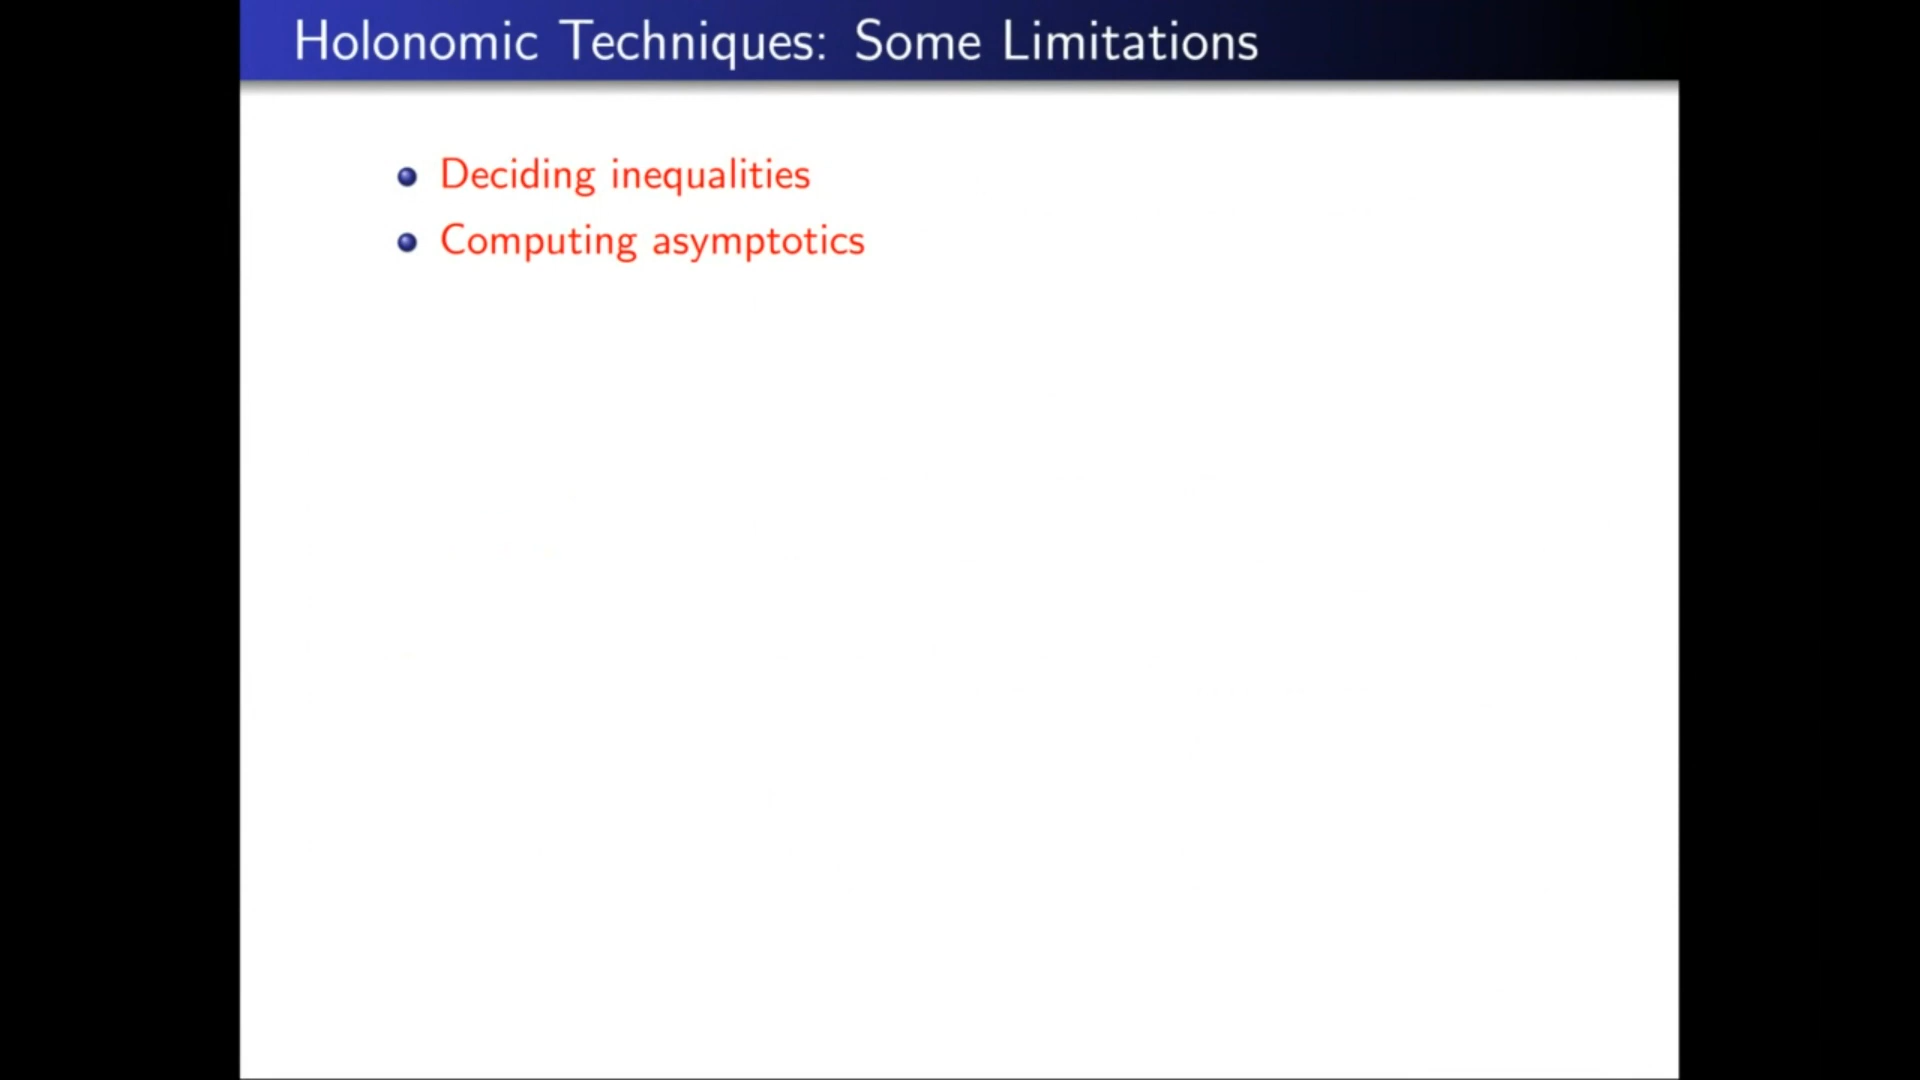 Holonomic Techniques: Some Limitations
Deciding inequalities
Computing asymptotics